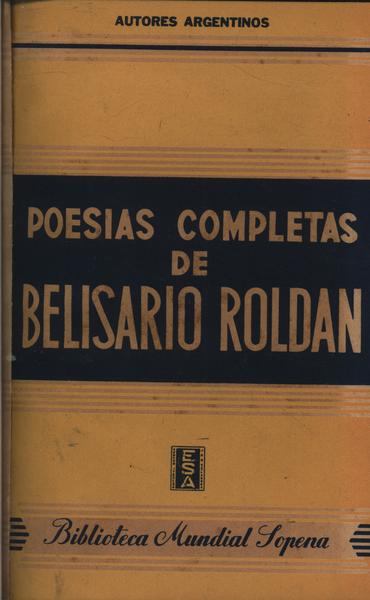 AUTORES ARGENTINOS
POESIAS COMPLETAS
DE
BELISARIO ROLDAN
ESA
Biblioteca Mundial Sopena